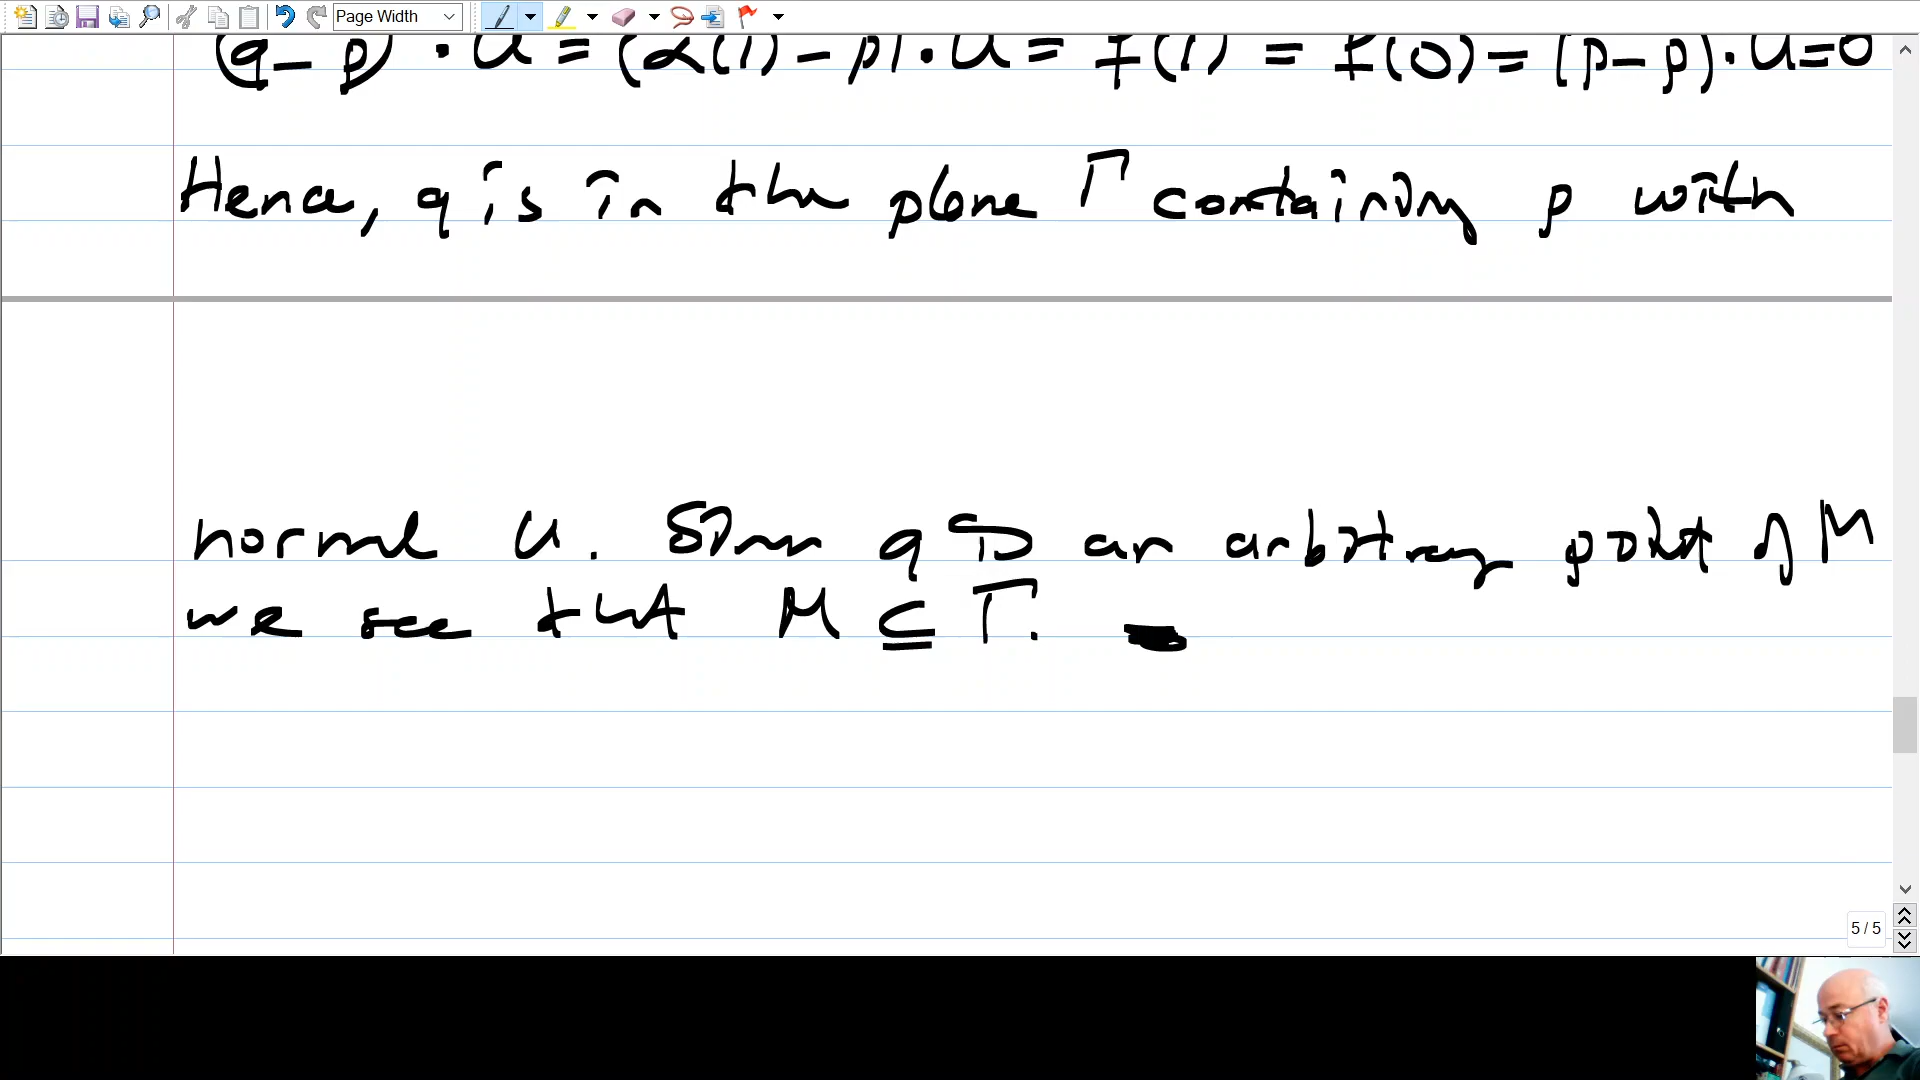 Page Width
(q - p) · U = (α(1) - p) · U = f(1) = f(0) = (p - p) · U = 0
Hence, q is in the plane Γ containing p with
normal U. Since q is an arbitrary point of M
we see that M ⊆ Γ.
5 / 5